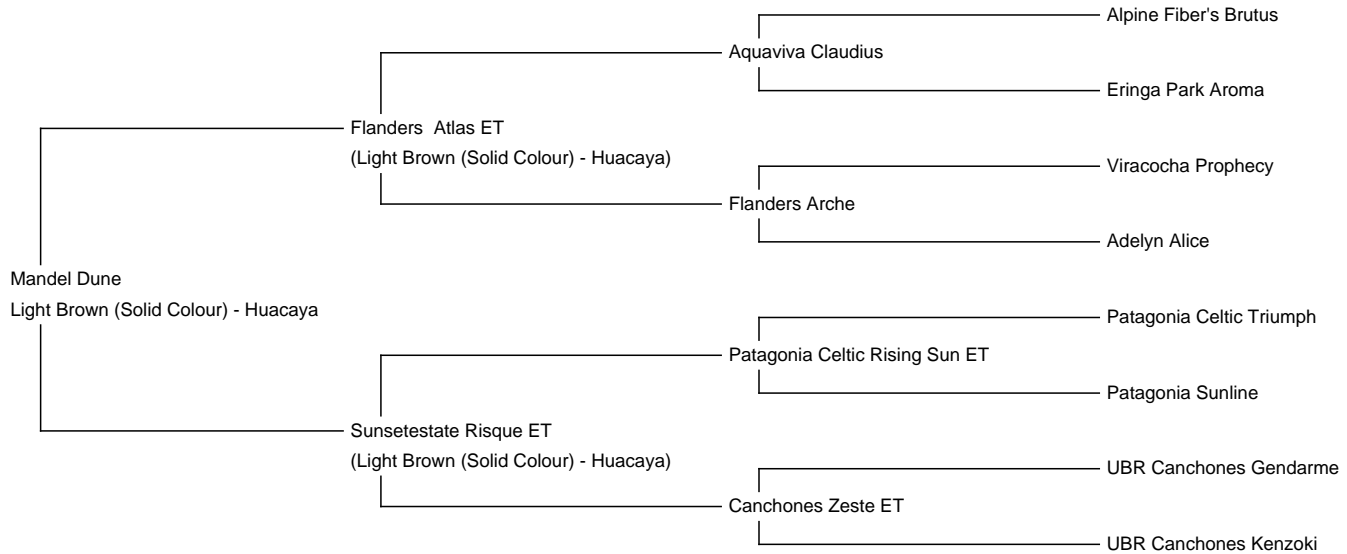 Alpine Fiber's Brutus
Aquaviva Claudius
Eringa Park Aroma
Flanders  Atlas ET
(Light Brown (Solid Colour) - Huacaya)
Viracocha Prophecy
Flanders Arche
Adelyn Alice
Mandel Dune
Light Brown (Solid Colour) - Huacaya
Patagonia Celtic Triumph
Patagonia Celtic Rising Sun ET
Patagonia Sunline
Sunsetestate Risque ET
(Light Brown (Solid Colour) - Huacaya)
UBR Canchones Gendarme
Canchones Zeste ET
UBR Canchones Kenzoki